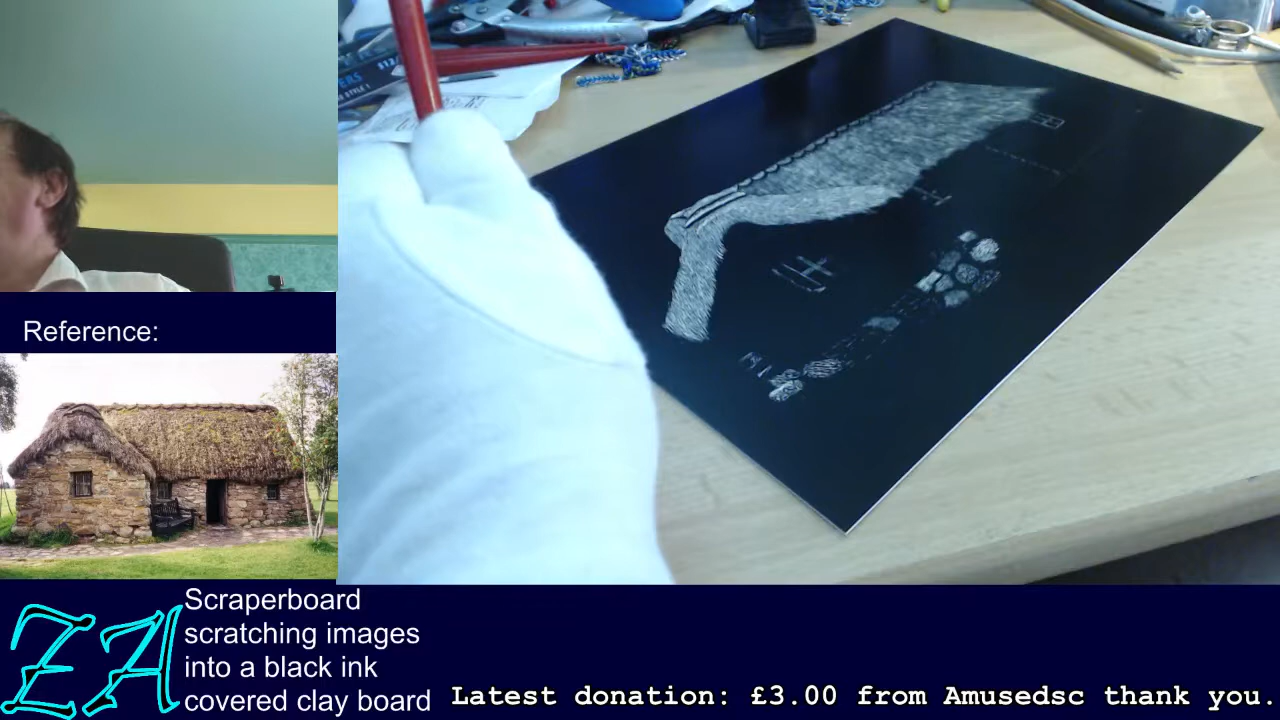 Reference:
ZA
Scraperboard
scratching images
into a black ink
covered clay board
Latest donation: £3.00 from Amusedsc thank you.